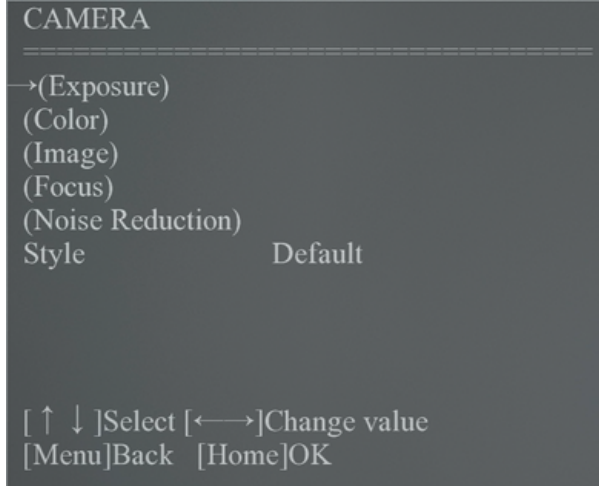 CAMERA
====================================
→(Exposure)
(Color)
(Image)
(Focus)
(Noise Reduction)
Style Default
[ ↑ ↓ ]Select [←→]Change value
[Menu]Back [Home]OK